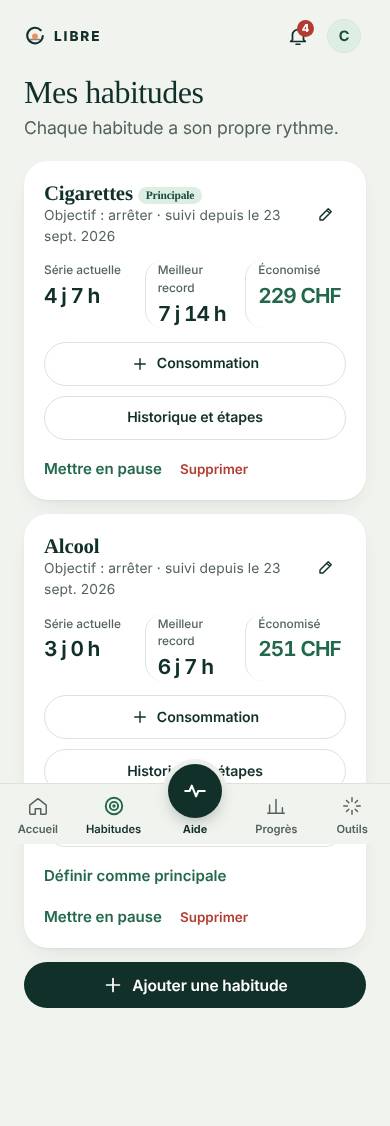 LIBRE
4
C
Mes habitudes
Chaque habitude a son propre rythme.
Cigarettes Principale
Objectif : arrêter · suivi depuis le 23
sept. 2026
Série actuelle
4 j 7 h
Meilleur
record
7 j 14 h
Économisé
229 CHF
Consommation
Historique et étapes
Mettre en pause Supprimer
Alcool
Objectif : arrêter · suivi depuis le 23
sept. 2026
Série actuelle
3 j 0 h
Meilleur
record
6 j 7 h
Économisé
251 CHF
Consommation
Accueil
Habitudes
Aide
Progrès
Outils
Définir comme principale
Mettre en pause Supprimer
Ajouter une habitude